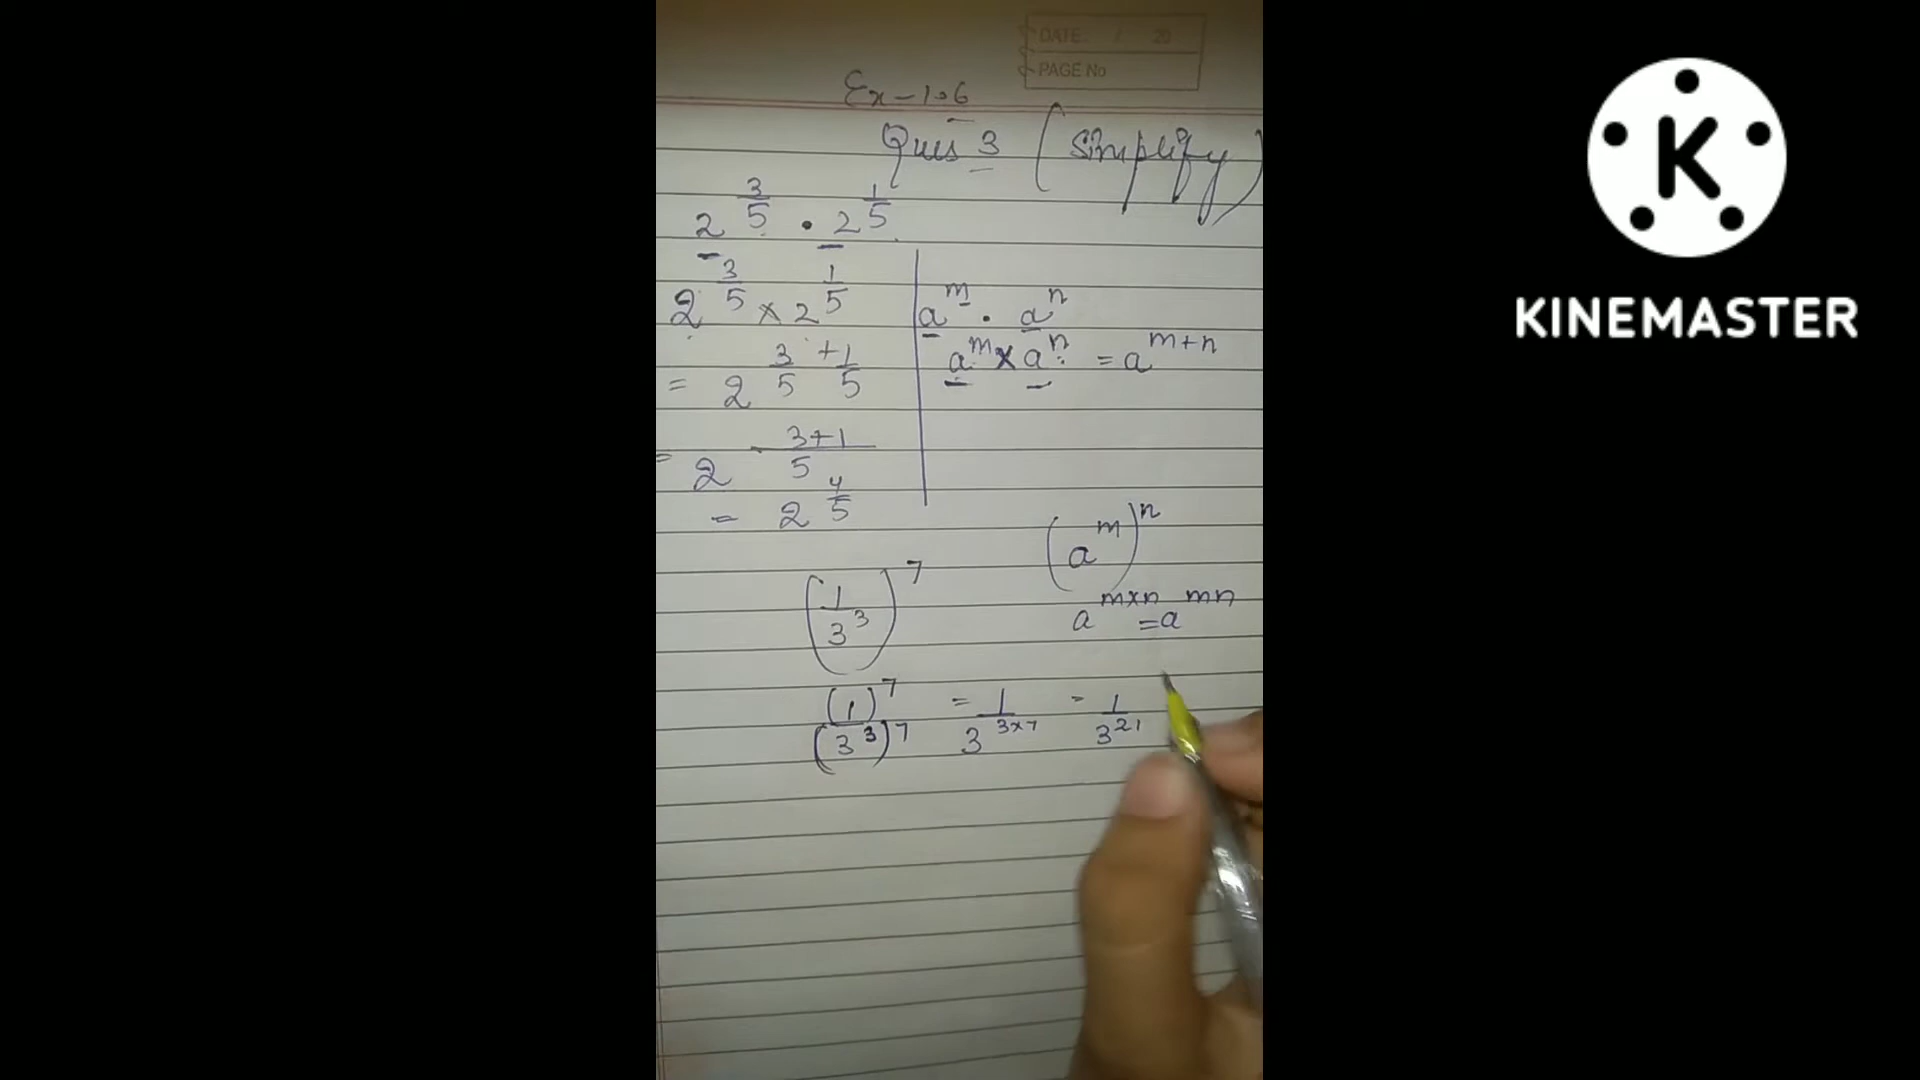 DATE / 20
PAGE No
Ex-1.6
Ques 3 (Simplify)
2^(3/5) . 2^(1/5)
2^(3/5) × 2^(1/5)
= 2^(3/5 + 1/5)
= 2^((3+1)/5)
= 2^(4/5)
a^m . a^n
a^m × a^n = a^(m+n)
(1/3^3)^7
(a^m)^n
a^(m×n) = a^(mn)
(1)^7/(3^3)^7 = 1/3^(3×7) = 1/3^21
KINEMASTER